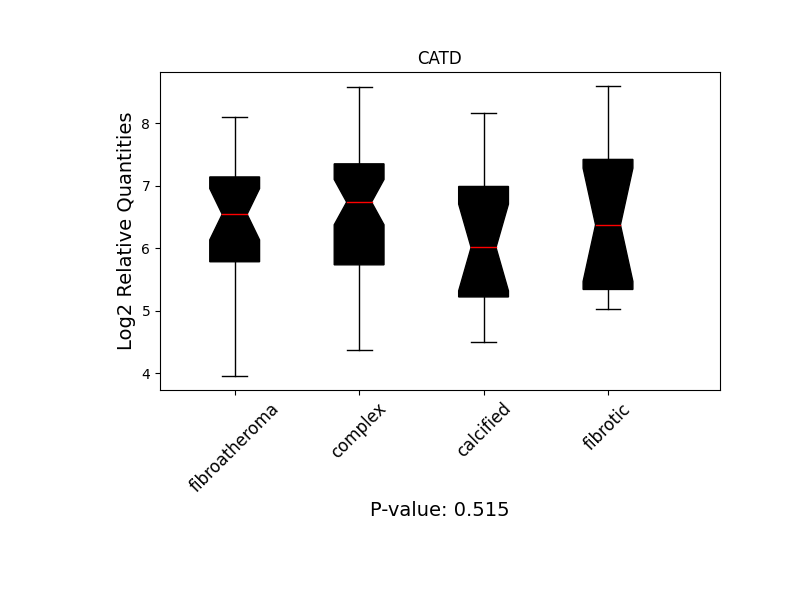 CATD
Log2 Relative Quantities
8
7
6
5
4
fibroatheroma
complex
calcified
fibrotic
P-value: 0.515